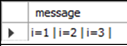 message
i=1 | i=2 | i=3 |